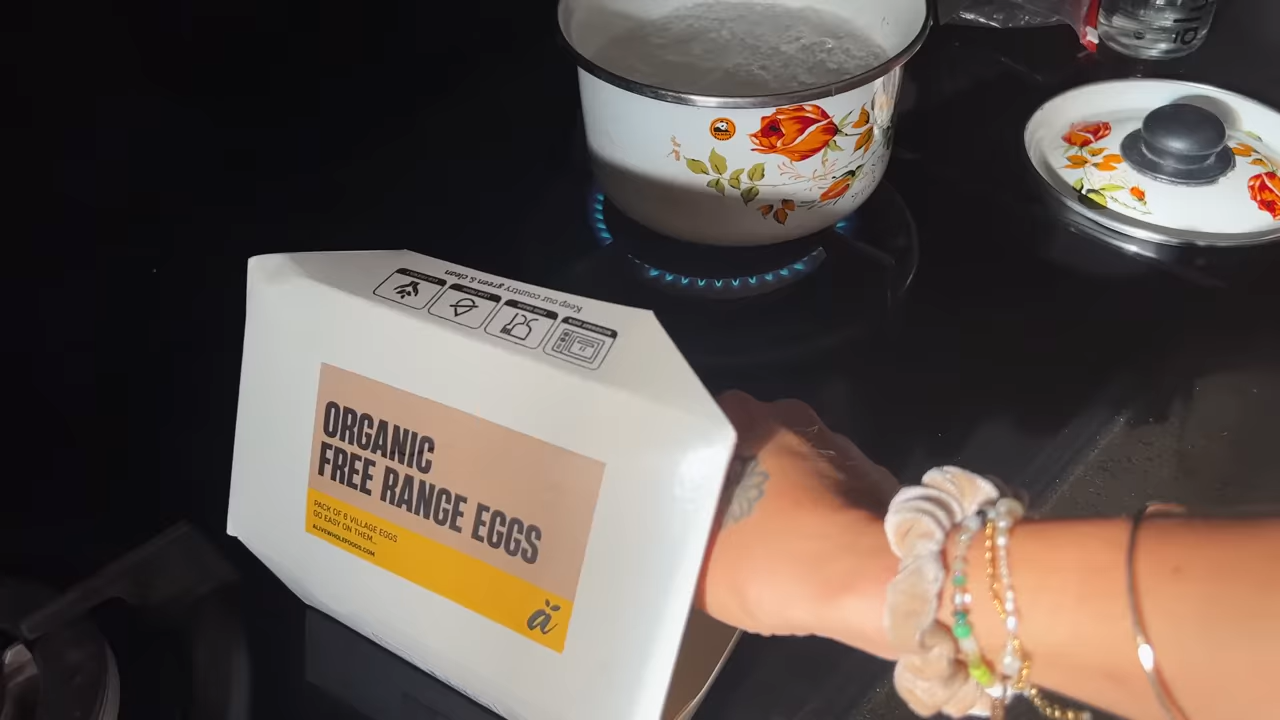 Keep our country green & clean
ORGANIC
FREE RANGE EGGS
PACK OF 6 VILLAGE EGGS
GO EASY ON THEM...
ALIVEWHOLEFOODS.COM
a